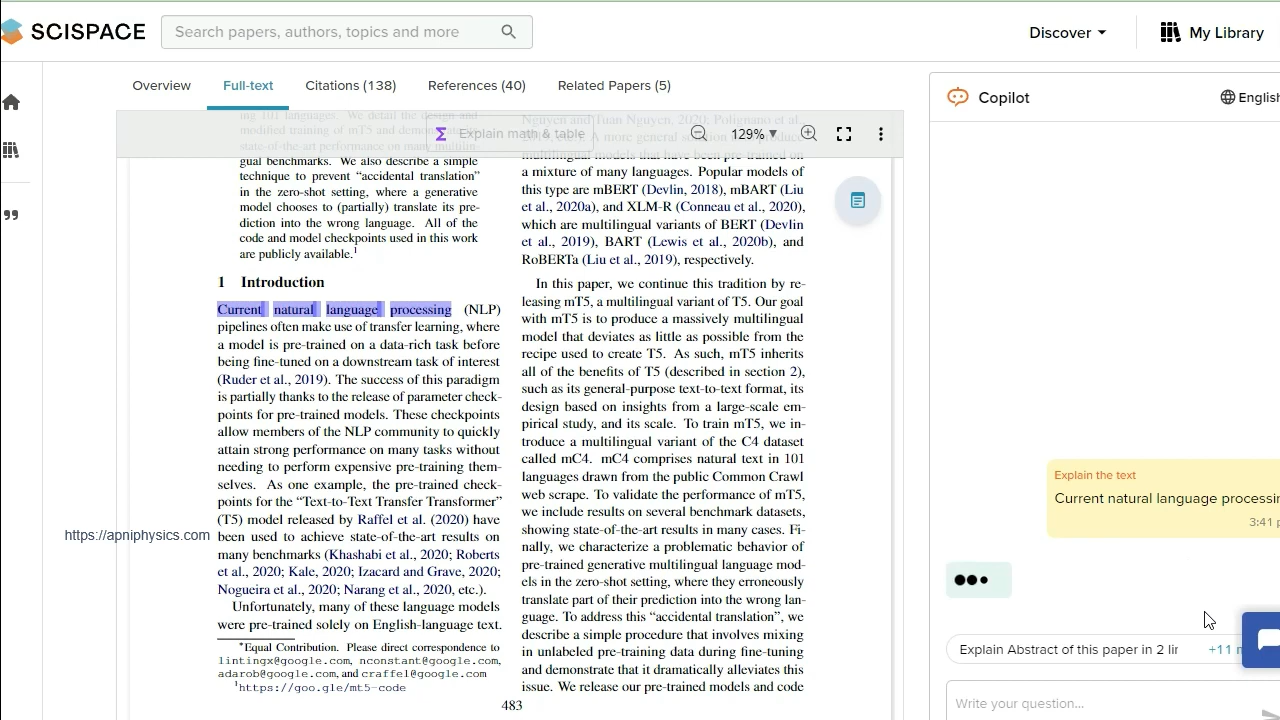 SCISPACE
Search papers, authors, topics and more
Discover
My Library
Overview
Full-text
Citations (138)
References (40)
Related Papers (5)
Explain math & table
129%
ing 101 languages. We detail the design and
modified training of mT5 and demon
state-of-the-art performance on many multilin-
gual benchmarks. We also describe a simple
technique to prevent “accidental translation”
in the zero-shot setting, where a generative
model chooses to (partially) translate its pre-
diction into the wrong language. All of the
code and model checkpoints used in this work
are publicly available.1
1 Introduction
Current natural language processing (NLP)
pipelines often make use of transfer learning, where
a model is pre-trained on a data-rich task before
being fine-tuned on a downstream task of interest
(Ruder et al., 2019). The success of this paradigm
is partially thanks to the release of parameter check-
points for pre-trained models. These checkpoints
allow members of the NLP community to quickly
attain strong performance on many tasks without
needing to perform expensive pre-training them-
selves. As one example, the pre-trained check-
points for the “Text-to-Text Transfer Transformer”
(T5) model released by Raffel et al. (2020) have
been used to achieve state-of-the-art results on
many benchmarks (Khashabi et al., 2020; Roberts
et al., 2020; Kale, 2020; Izacard and Grave, 2020;
Nogueira et al., 2020; Narang et al., 2020, etc.).
Unfortunately, many of these language models
were pre-trained solely on English-language text.
*Equal Contribution. Please direct correspondence to
lintingx@google.com, nconstant@google.com,
adarob@google.com, and craffel@google.com
1https://goo.gle/mt5-code
https://apniphysics.com
Nguyen and Tuan Nguyen, 2020; Polignano et al.,
2019). A more general solution is to produce
multilingual models that have been pre-trained on
a mixture of many languages. Popular models of
this type are mBERT (Devlin, 2018), mBART (Liu
et al., 2020a), and XLM-R (Conneau et al., 2020),
which are multilingual variants of BERT (Devlin
et al., 2019), BART (Lewis et al., 2020b), and
RoBERTa (Liu et al., 2019), respectively.
In this paper, we continue this tradition by re-
leasing mT5, a multilingual variant of T5. Our goal
with mT5 is to produce a massively multilingual
model that deviates as little as possible from the
recipe used to create T5. As such, mT5 inherits
all of the benefits of T5 (described in section 2),
such as its general-purpose text-to-text format, its
design based on insights from a large-scale em-
pirical study, and its scale. To train mT5, we in-
troduce a multilingual variant of the C4 dataset
called mC4. mC4 comprises natural text in 101
languages drawn from the public Common Crawl
web scrape. To validate the performance of mT5,
we include results on several benchmark datasets,
showing state-of-the-art results in many cases. Fi-
nally, we characterize a problematic behavior of
pre-trained generative multilingual language mod-
els in the zero-shot setting, where they erroneously
translate part of their prediction into the wrong lan-
guage. To address this “accidental translation”, we
describe a simple procedure that involves mixing
in unlabeled pre-training data during fine-tuning
and demonstrate that it dramatically alleviates this
issue. We release our pre-trained models and code
483
Copilot
English
Explain the text
Current natural language processin
3:41 p
Explain Abstract of this paper in 2 lin
+11 m
Write your question...